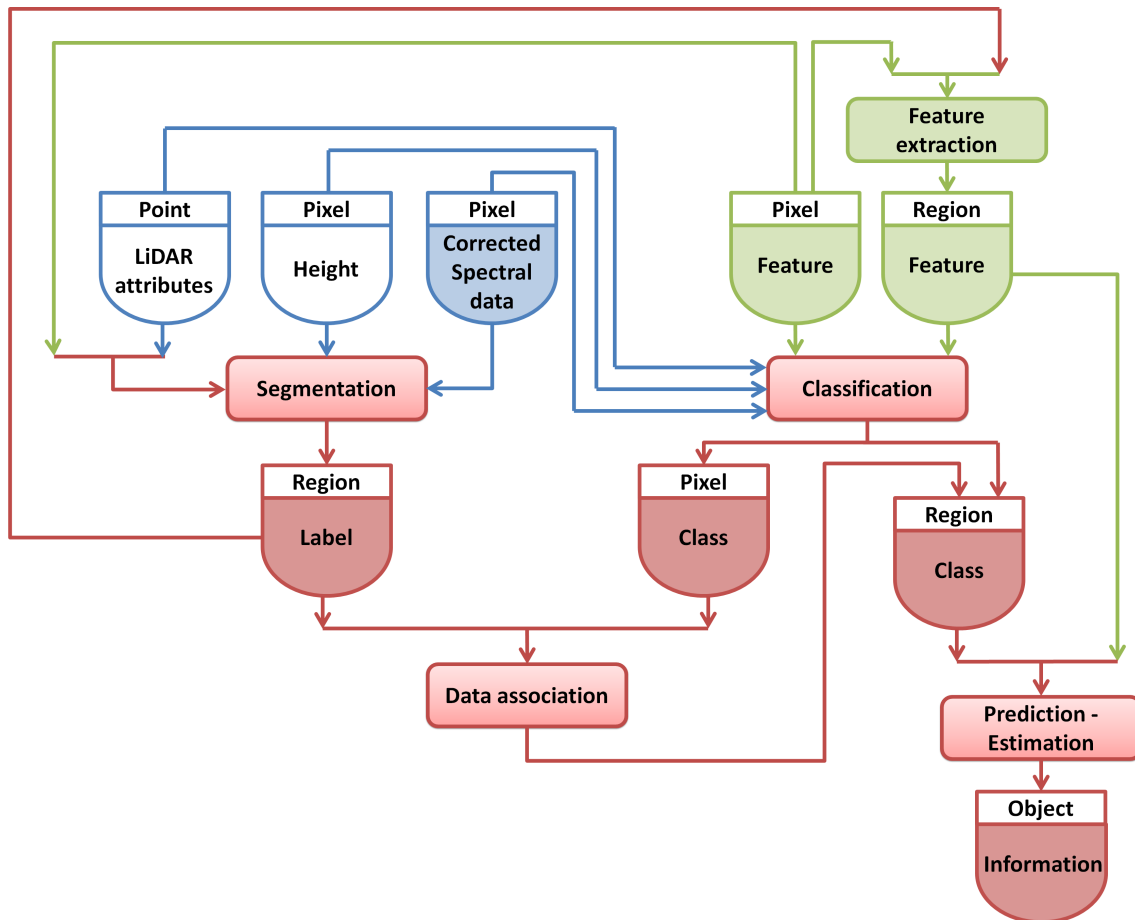 Feature
extraction
Point
LiDAR
attributes
Pixel
Height
Pixel
Corrected
Spectral
data
Pixel
Feature
Region
Feature
Segmentation
Classification
Region
Label
Pixel
Class
Region
Class
Data association
Prediction -
Estimation
Object
Information